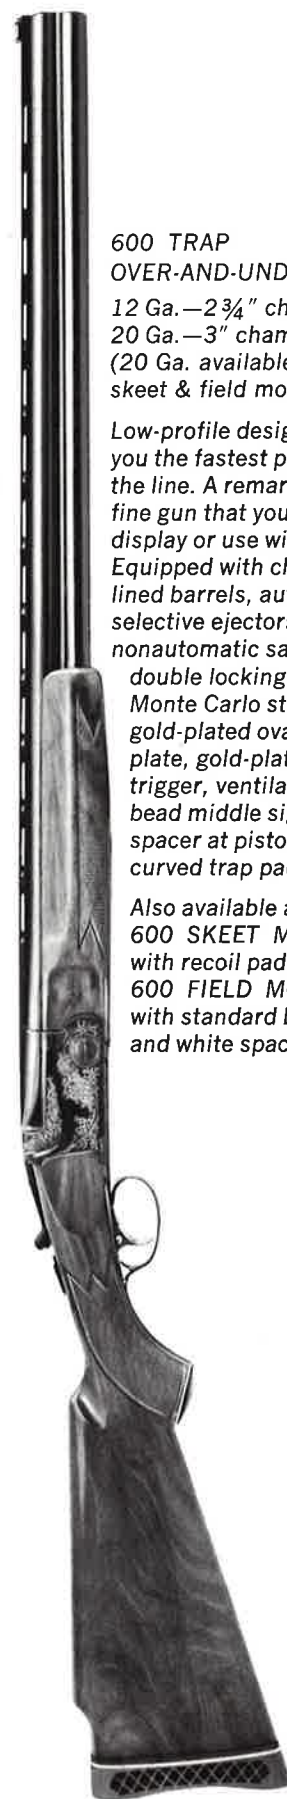 600 TRAP
OVER-AND-UND
12 Ga.—2 3⁄4" ch
20 Ga.—3" cham
(20 Ga. available
skeet & field mo
Low-profile desig
you the fastest p
the line. A remar
fine gun that you
display or use wi
Equipped with ch
lined barrels, au
selective ejector
nonautomatic sa
double locking
Monte Carlo st
gold-plated ova
plate, gold-plat
trigger, ventila
bead middle sig
spacer at pisto
curved trap pa
Also available a
600 SKEET M
with recoil pad
600 FIELD M
with standard b
and white spac